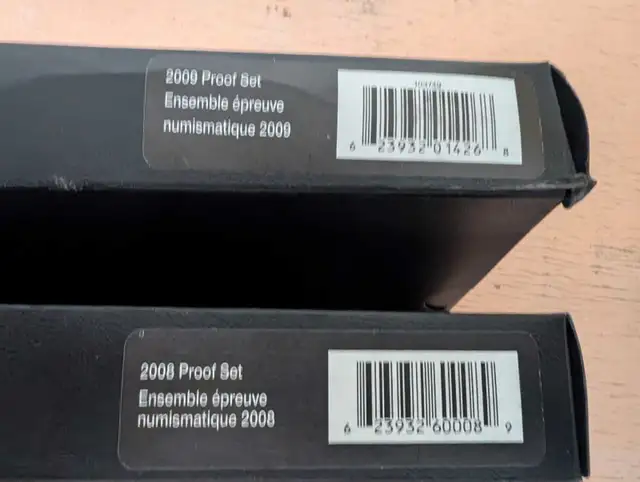 2009 Proof Set
Ensemble épreuve
numismatique 2009
6 23932 01426 8
2008 Proof Set
Ensemble épreuve
numismatique 2008
6 23932 60008 9